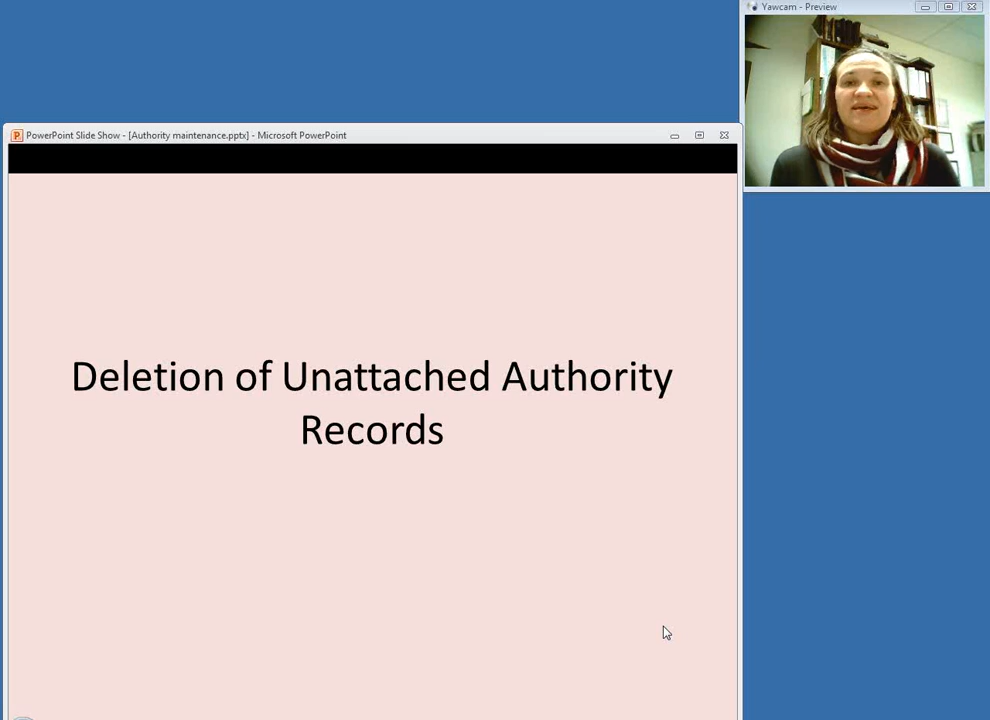 Yawcam - Preview
PowerPoint Slide Show - [Authority maintenance.pptx] - Microsoft PowerPoint
Deletion of Unattached Authority
Records